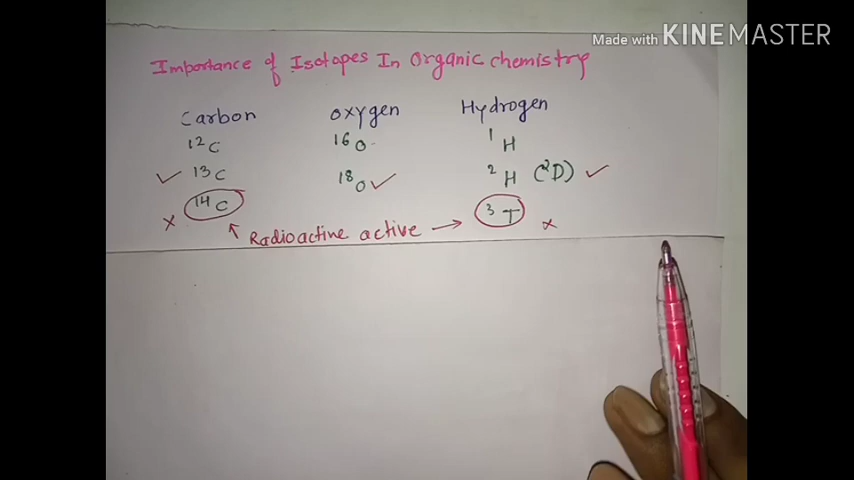 Made with KINEMASTER
Importance of Isotopes In Organic chemistry
Carbon Oxygen Hydrogen
12C 16O 1H
✓ 13C 18O ✓ 2H (2D) ✓
x 14C 3T x
↑ Radioactine active →